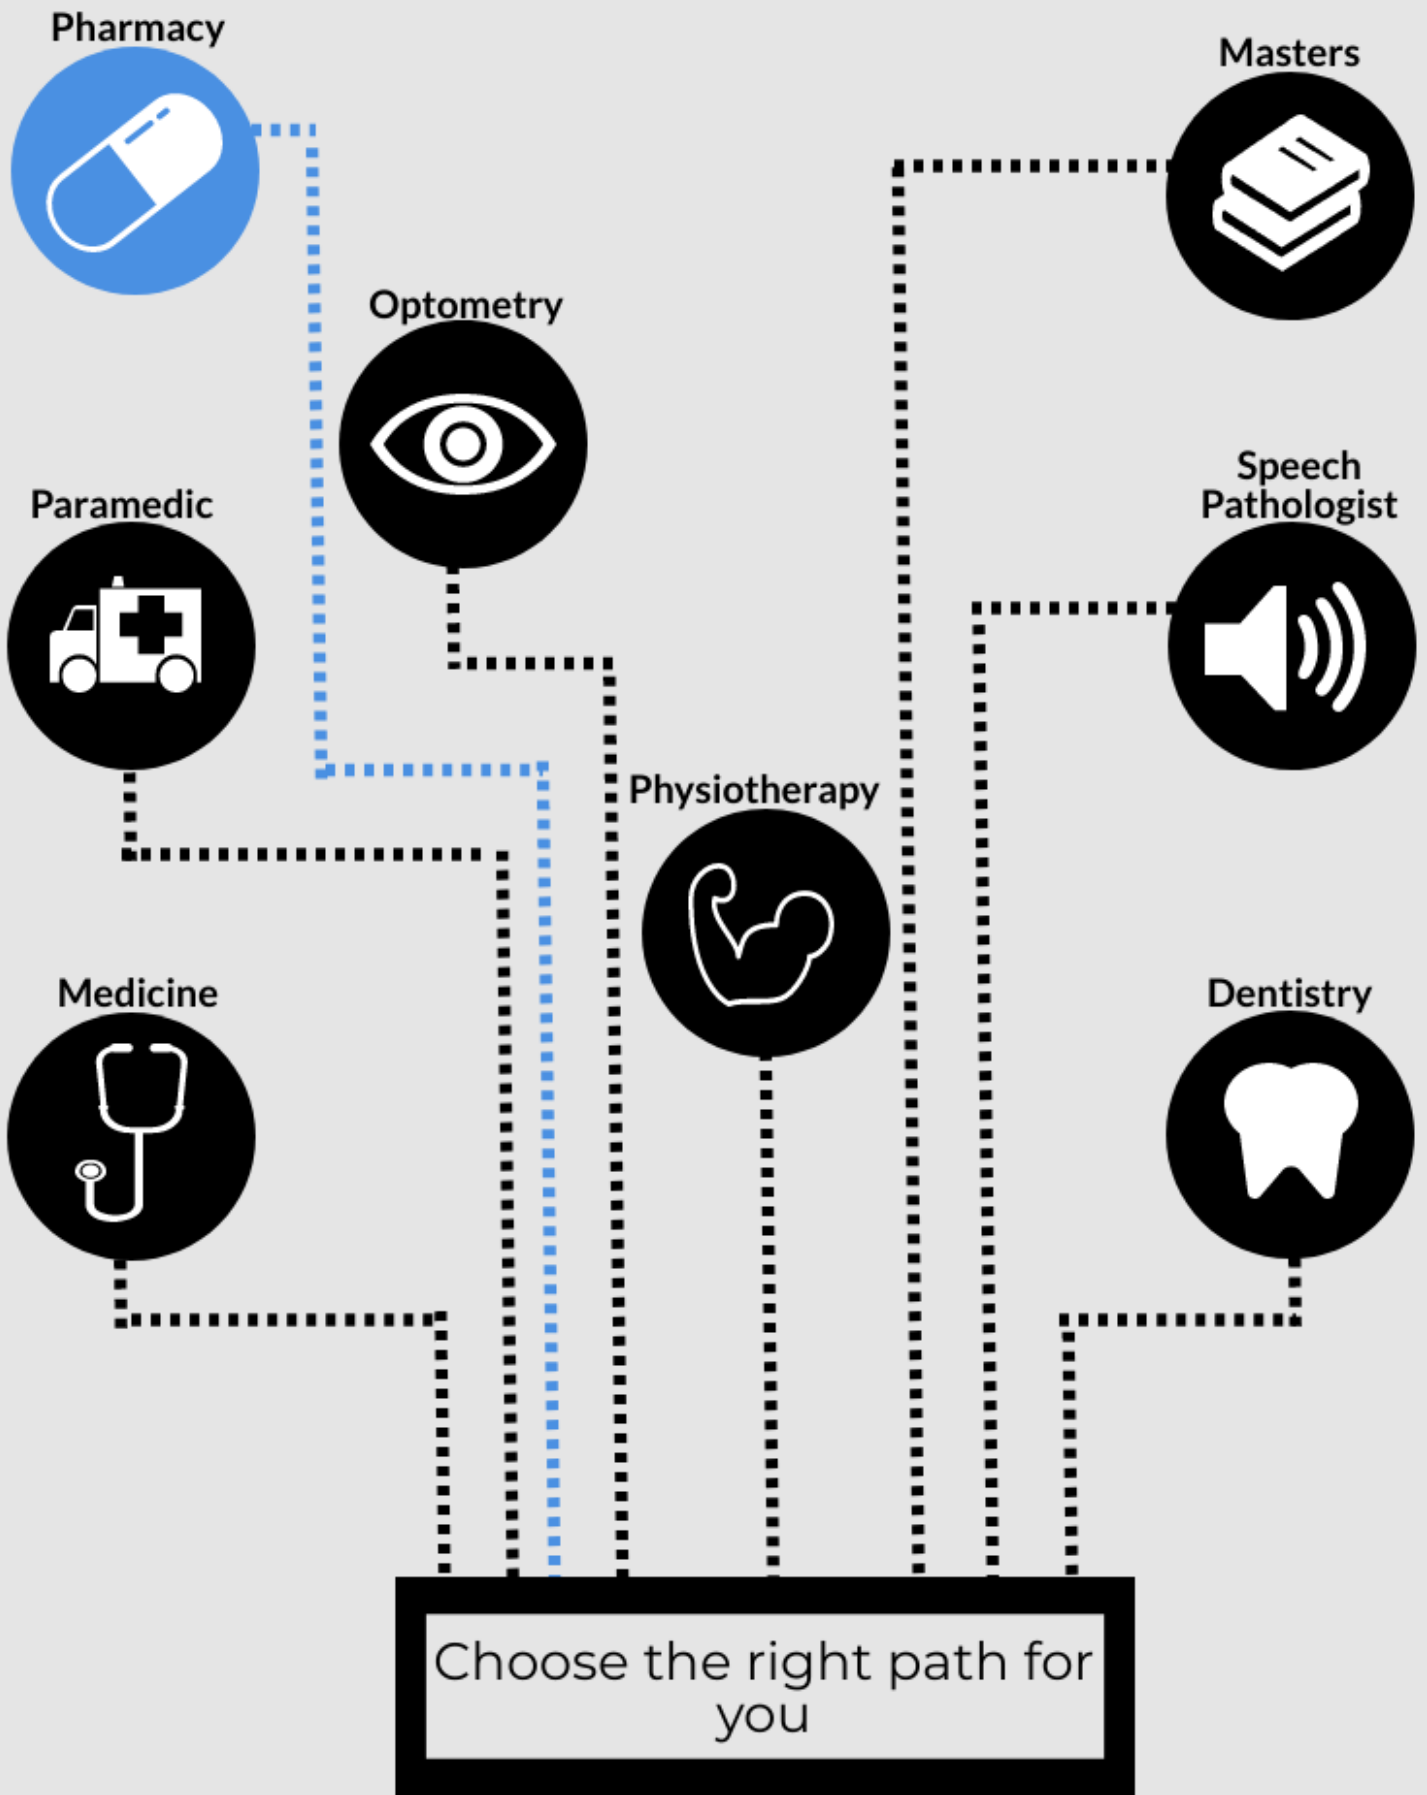 Pharmacy
Masters
Optometry
Speech
Pathologist
Paramedic
Physiotherapy
Medicine
Dentistry
Choose the right path for
you